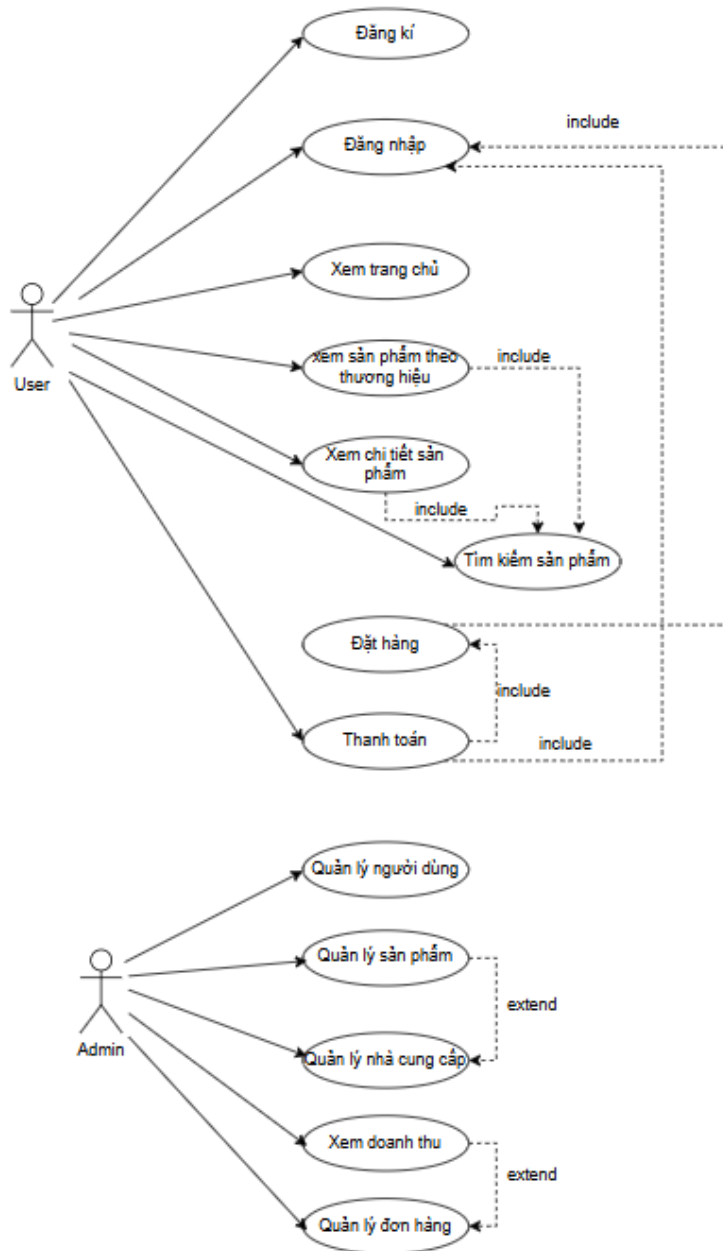 Đăng kí
include
Đăng nhập
Xem trang chủ
User
xem sản phẩm theo
thương hiệu
include
Xem chi tiết sản
phẩm
include
Tìm kiếm sản phẩm
Đặt hàng
include
Thanh toán
include
Quản lý người dùng
Quản lý sản phẩm
extend
Admin
Quản lý nhà cung cấp
Xem doanh thu
extend
Quản lý đơn hàng